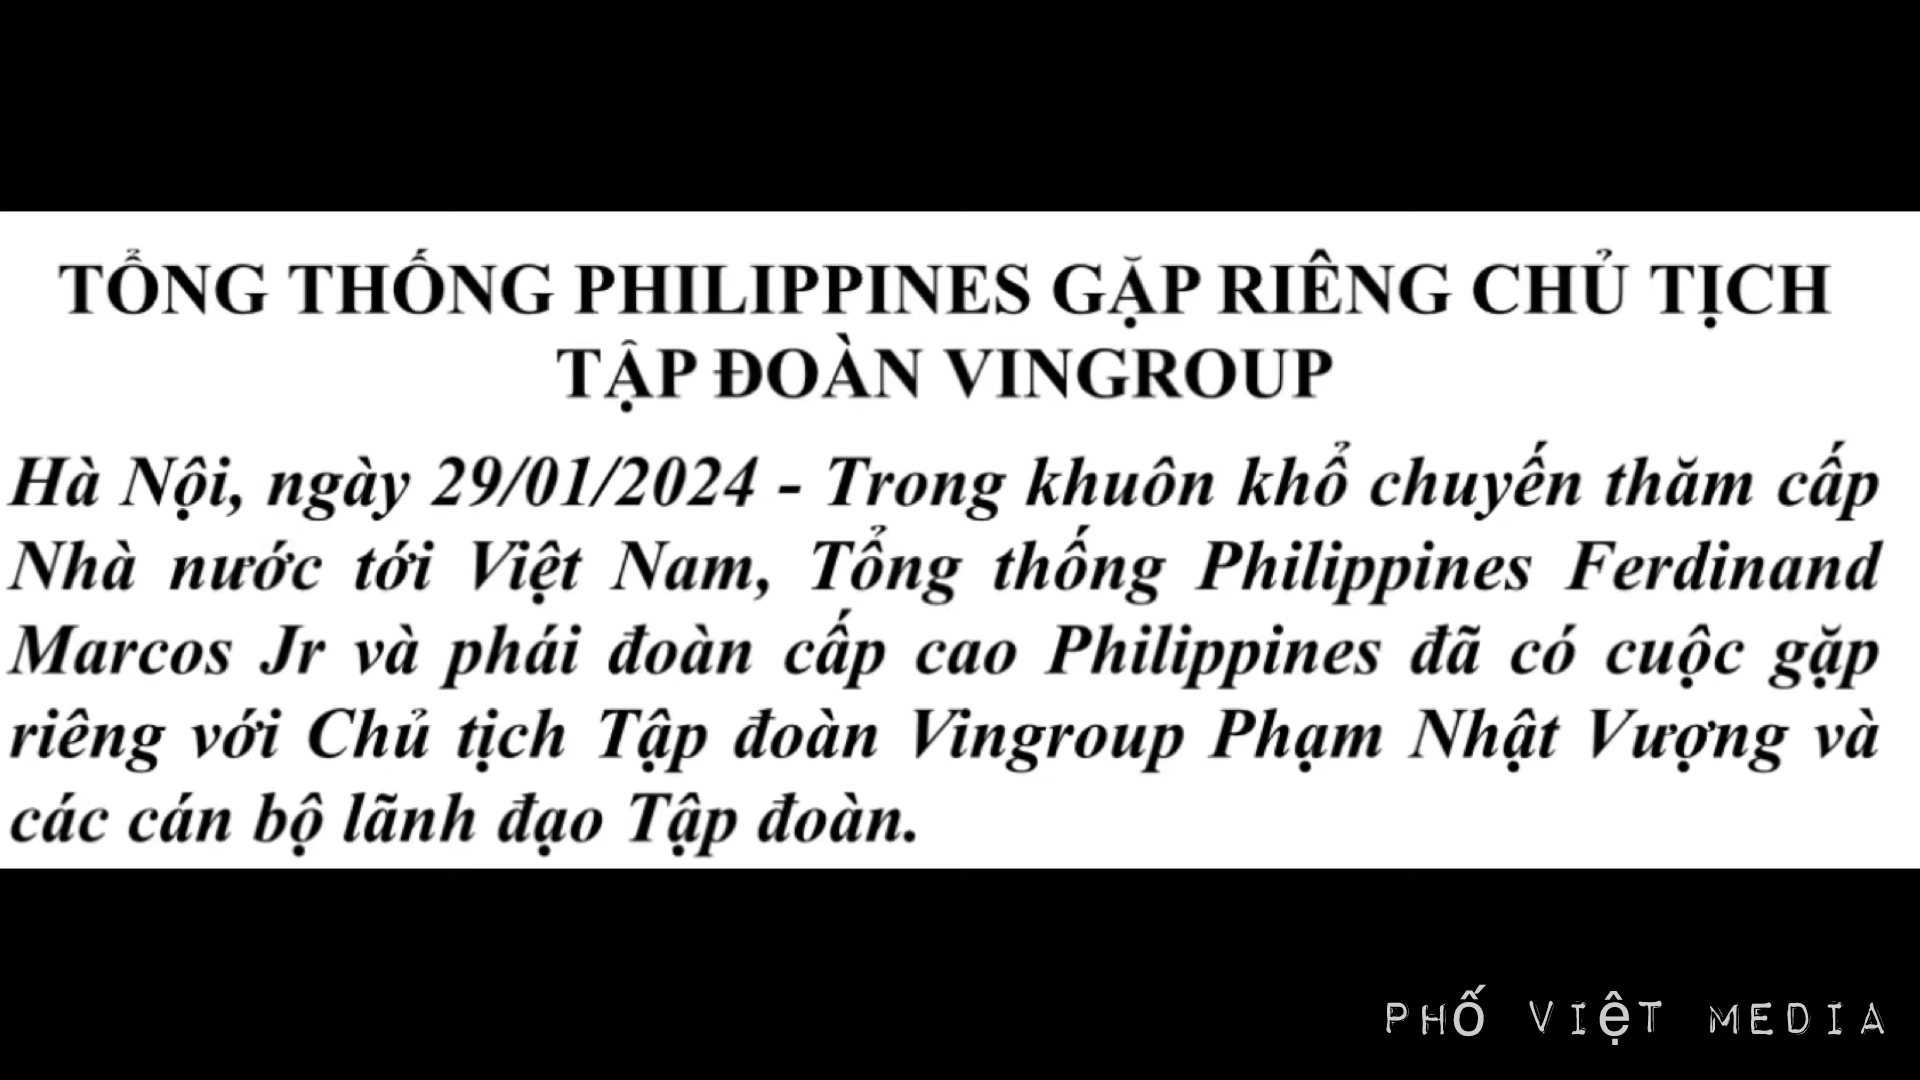 TỔNG THỐNG PHILIPPINES GẶP RIÊNG CHỦ TỊCH
TẬP ĐOÀN VINGROUP
Hà Nội, ngày 29/01/2024 - Trong khuôn khổ chuyến thăm cấp
Nhà nước tới Việt Nam, Tổng thống Philippines Ferdinand
Marcos Jr và phái đoàn cấp cao Philippines đã có cuộc gặp
riêng với Chủ tịch Tập đoàn Vingroup Phạm Nhật Vượng và
các cán bộ lãnh đạo Tập đoàn.
PHỐ VIỆT MEDIA